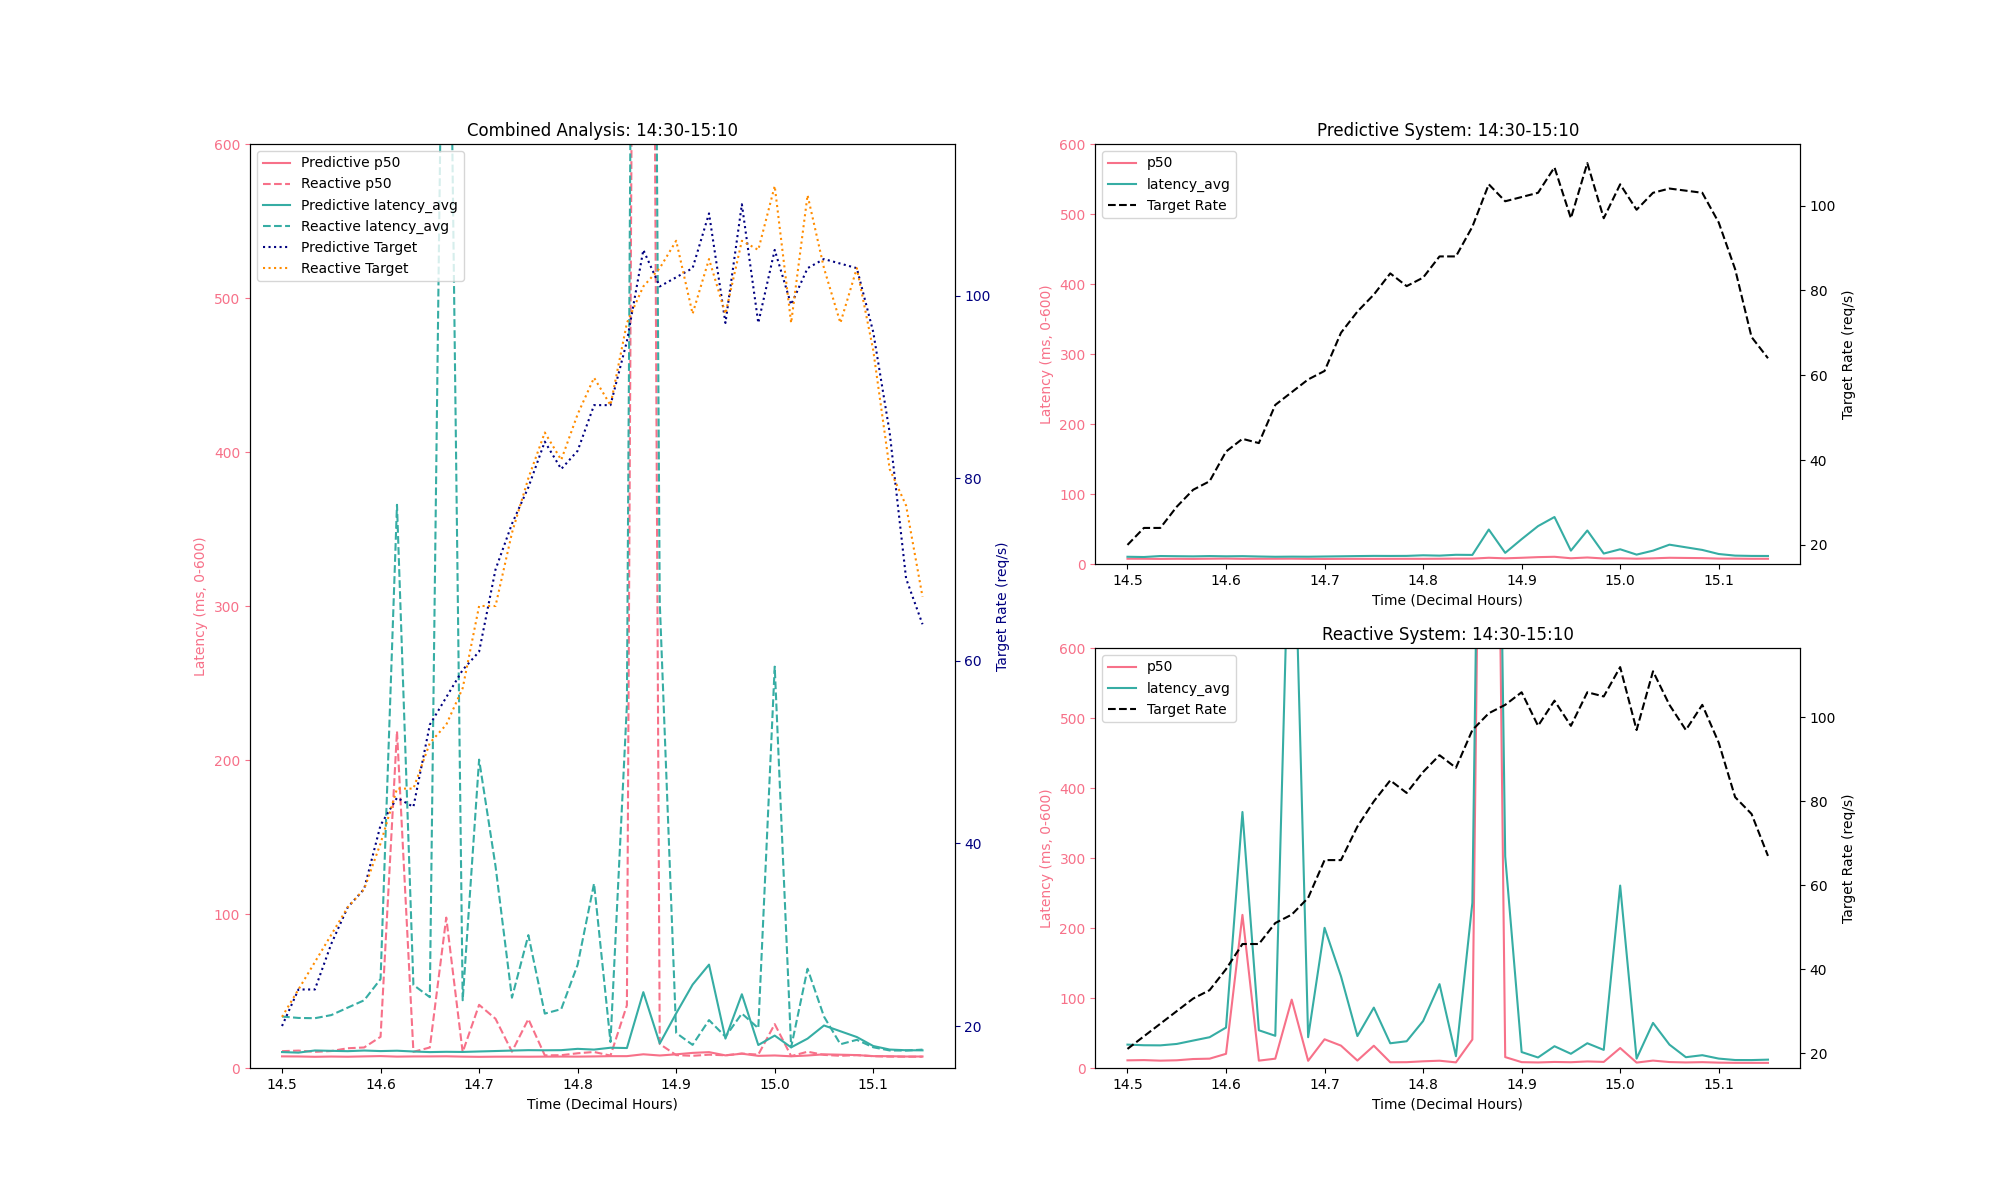 Combined Analysis: 14:30-15:10
Predictive p50
Reactive p50
Predictive latency_avg
Reactive latency_avg
Predictive Target
Reactive Target
600
500
400
300
200
100
0
Latency (ms, 0-600)
100
80
60
40
20
Target Rate (req/s)
14.5 14.6 14.7 14.8 14.9 15.0 15.1
Time (Decimal Hours)
Predictive System: 14:30-15:10
p50
latency_avg
Target Rate
600
500
400
300
200
100
0
Latency (ms, 0-600)
100
80
60
40
20
Target Rate (req/s)
14.5 14.6 14.7 14.8 14.9 15.0 15.1
Time (Decimal Hours)
Reactive System: 14:30-15:10
p50
latency_avg
Target Rate
600
500
400
300
200
100
0
Latency (ms, 0-600)
100
80
60
40
20
Target Rate (req/s)
14.5 14.6 14.7 14.8 14.9 15.0 15.1
Time (Decimal Hours)